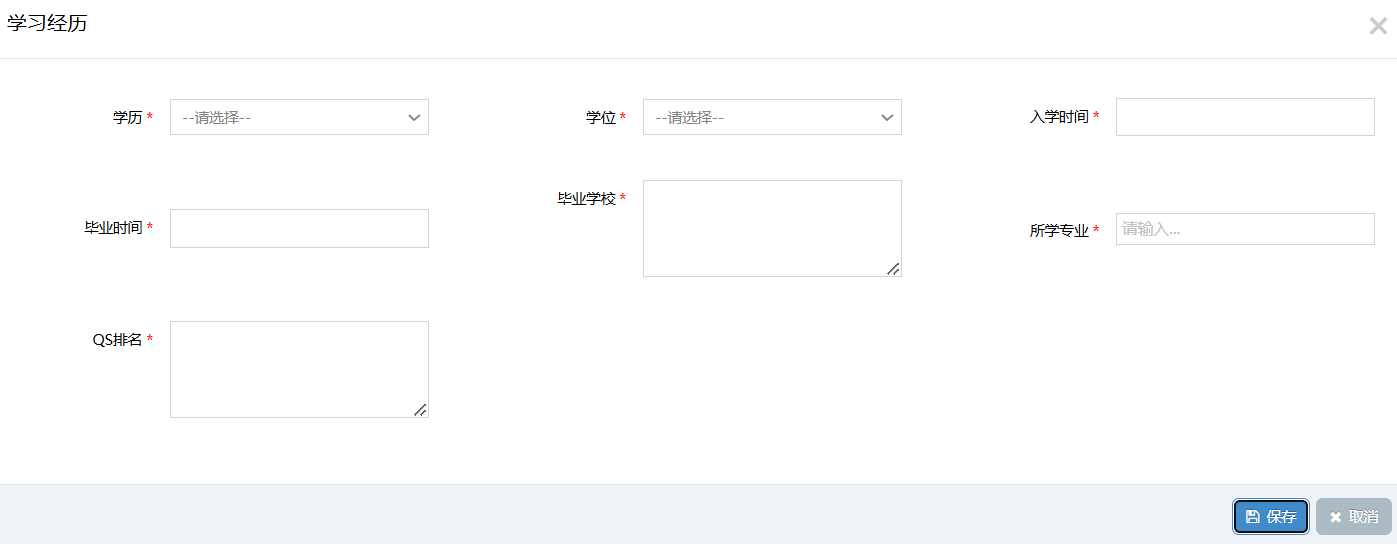 学习经历
学历 *
--请选择--
学位 *
--请选择--
入学时间 *
毕业时间 *
毕业学校 *
所学专业 *
请输入...
QS排名 *
保存
取消